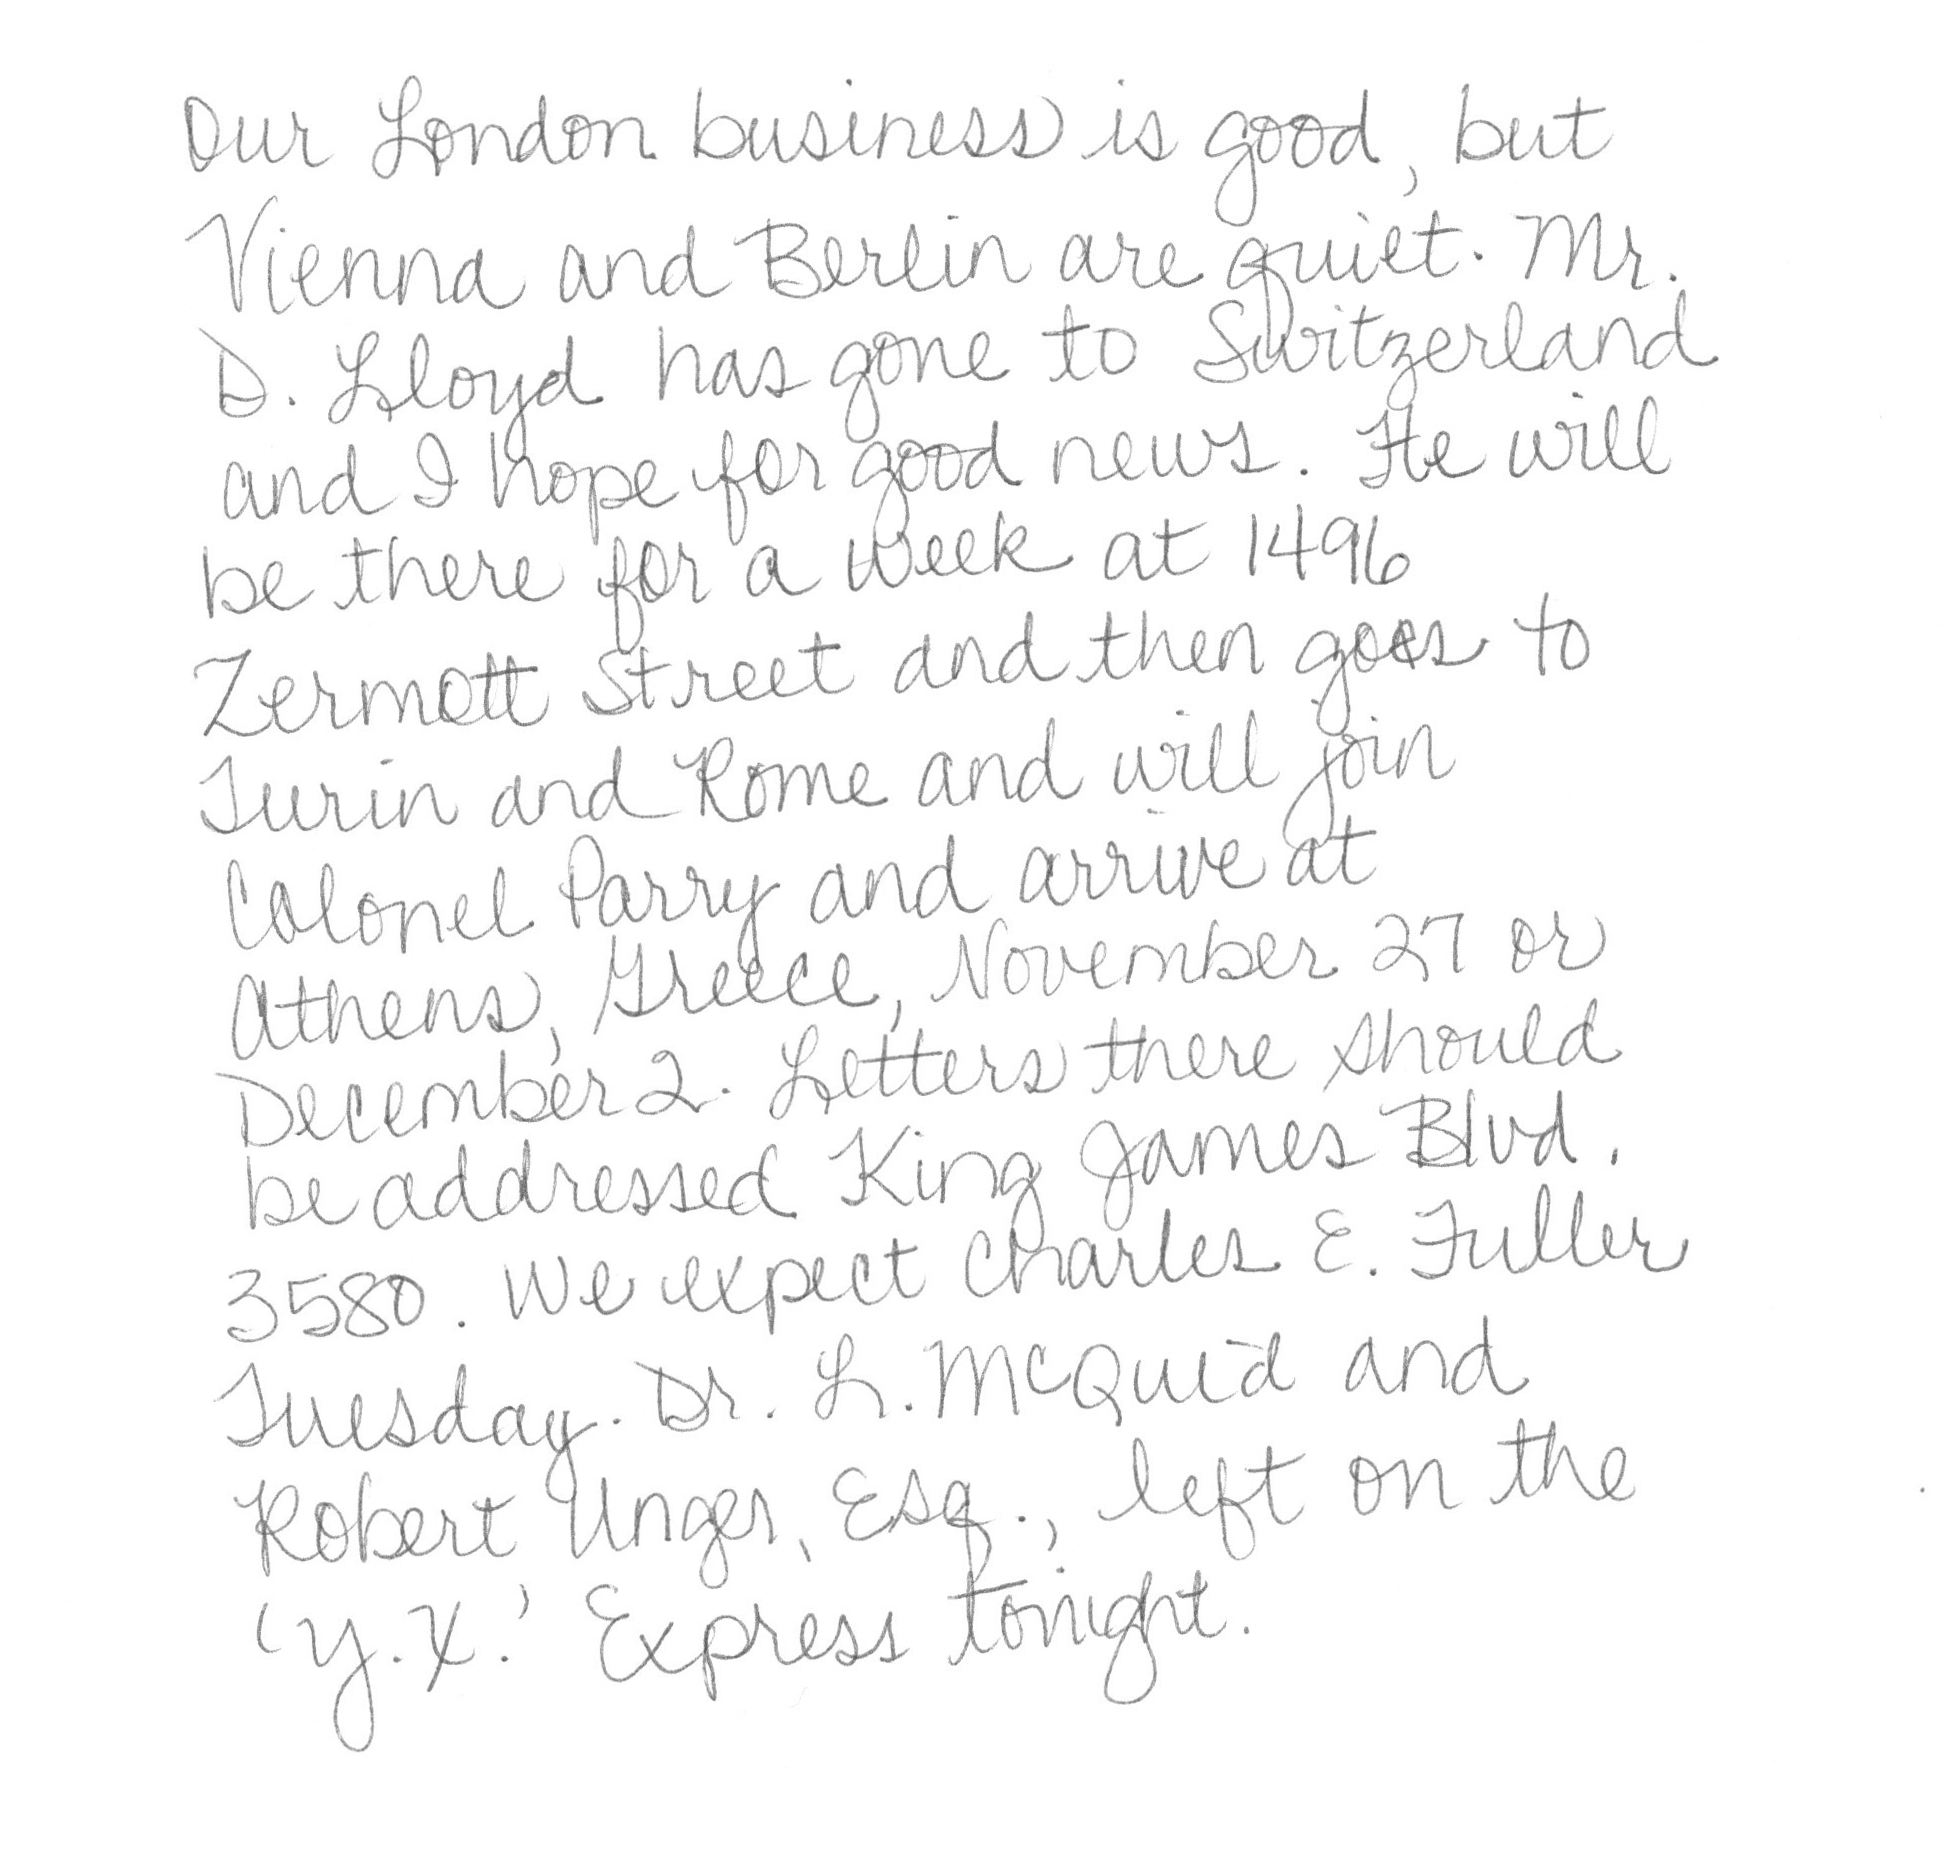 Our London business is good, but
Vienna and Berlin are quiet. Mr.
D. Lloyd has gone to Switzerland
and I hope for good news. He will
be there for a week at 1496
Zermott Street and then goes to
Turin and Rome and will join
Colonel Parry and arrive at
Athens, Greece, November 27 or
December 2. Letters there should
be addressed King James Blvd.
3580. We expect Charles E. Fuller
Tuesday. Dr. L. McQuid and
Robert Unger, Esq., left on the
'Y.X.' Express tonight.